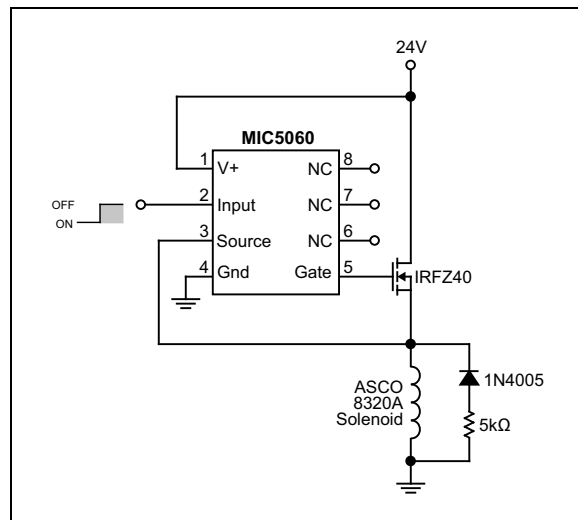 24V
MIC5060
1 V+ NC 8
OFF
ON
2 Input NC 7
3 Source NC 6
4 Gnd Gate 5
IRFZ40
ASCO
8320A
Solenoid
1N4005
5kΩ